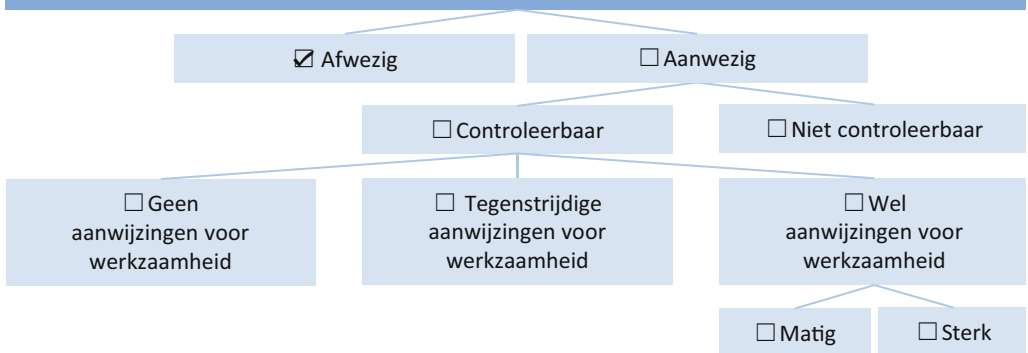 ☑ Afwezig
☐ Aanwezig
☐ Controleerbaar
☐ Niet controleerbaar
☐ Geen
aanwijzingen voor
werkzaamheid
☐ Tegenstrijdige
aanwijzingen voor
werkzaamheid
☐ Wel
aanwijzingen voor
werkzaamheid
☐ Matig
☐ Sterk